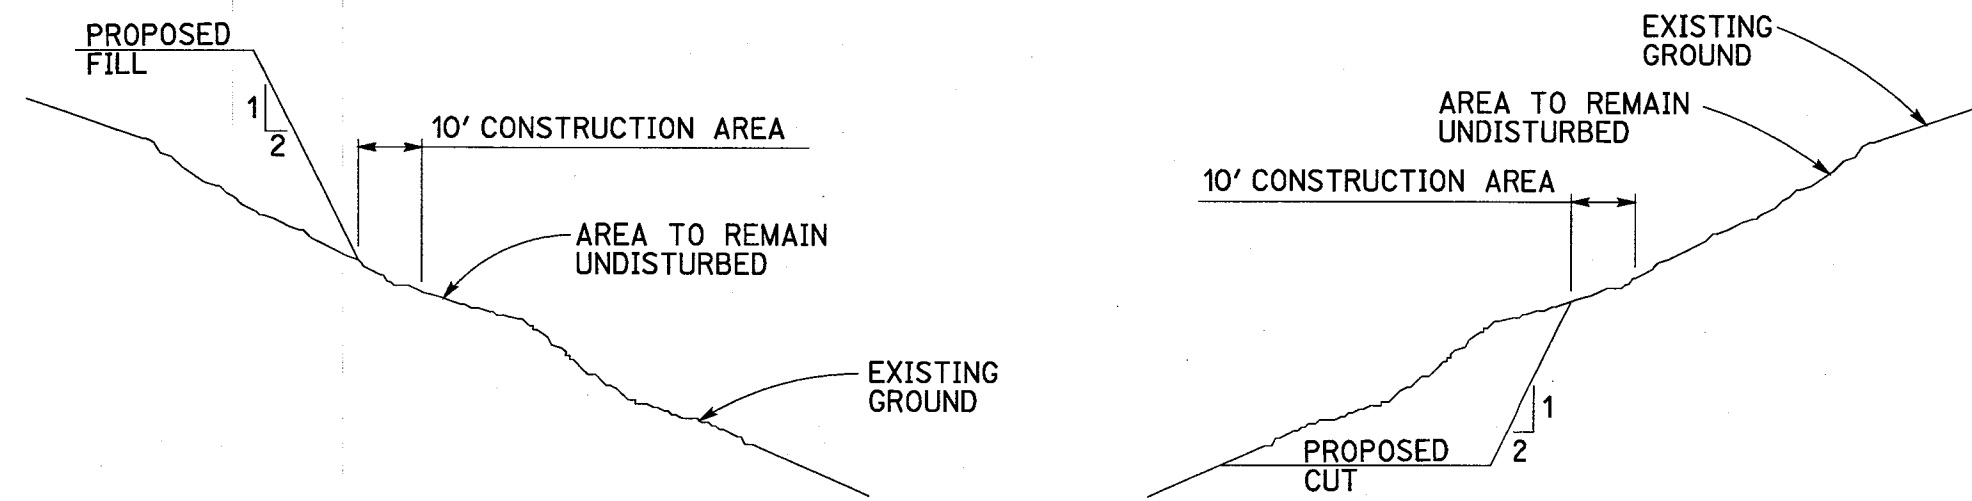 PROPOSED
FILL
1
2
10' CONSTRUCTION AREA
AREA TO REMAIN
UNDISTURBED
EXISTING
GROUND
EXISTING
GROUND
AREA TO REMAIN
UNDISTURBED
10' CONSTRUCTION AREA
1
2
PROPOSED
CUT